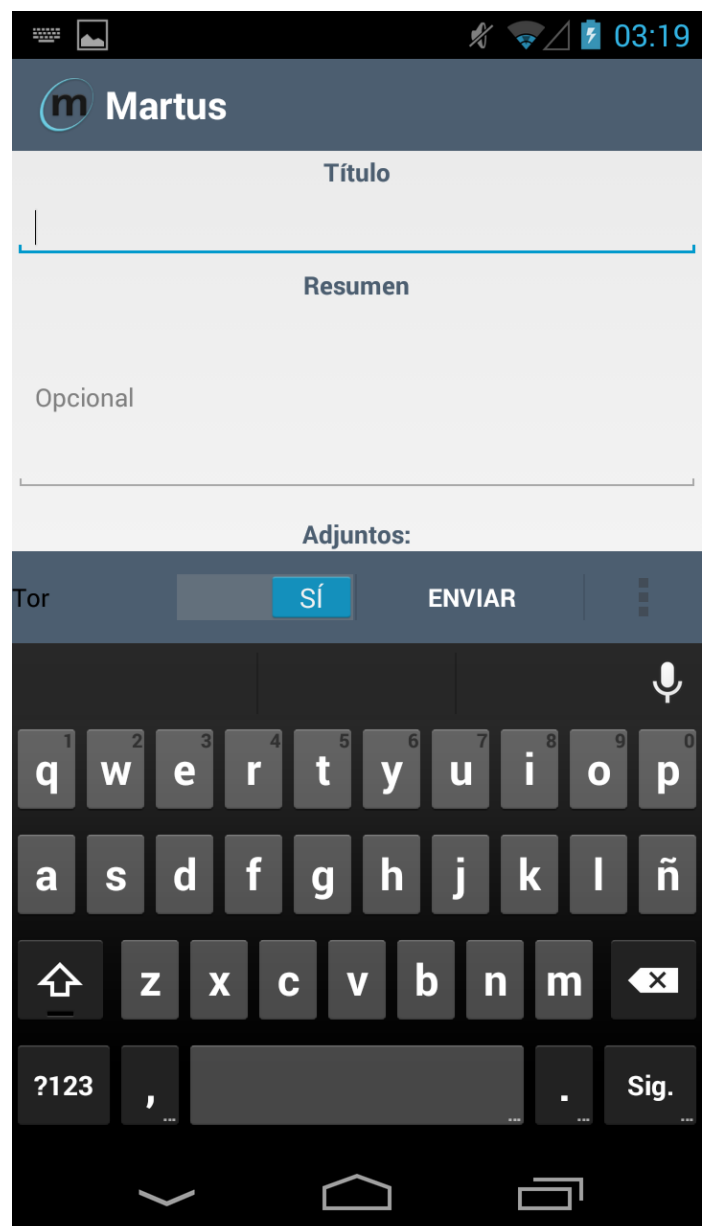 03:19
m Martus
Título
Resumen
Opcional
Adjuntos:
Tor SÍ ENVIAR
1 2 3 4 5 6 7 8 9 0
q w e r t y u i o p
a s d f g h j k l ñ
z x c v b n m
?123 , . Sig.